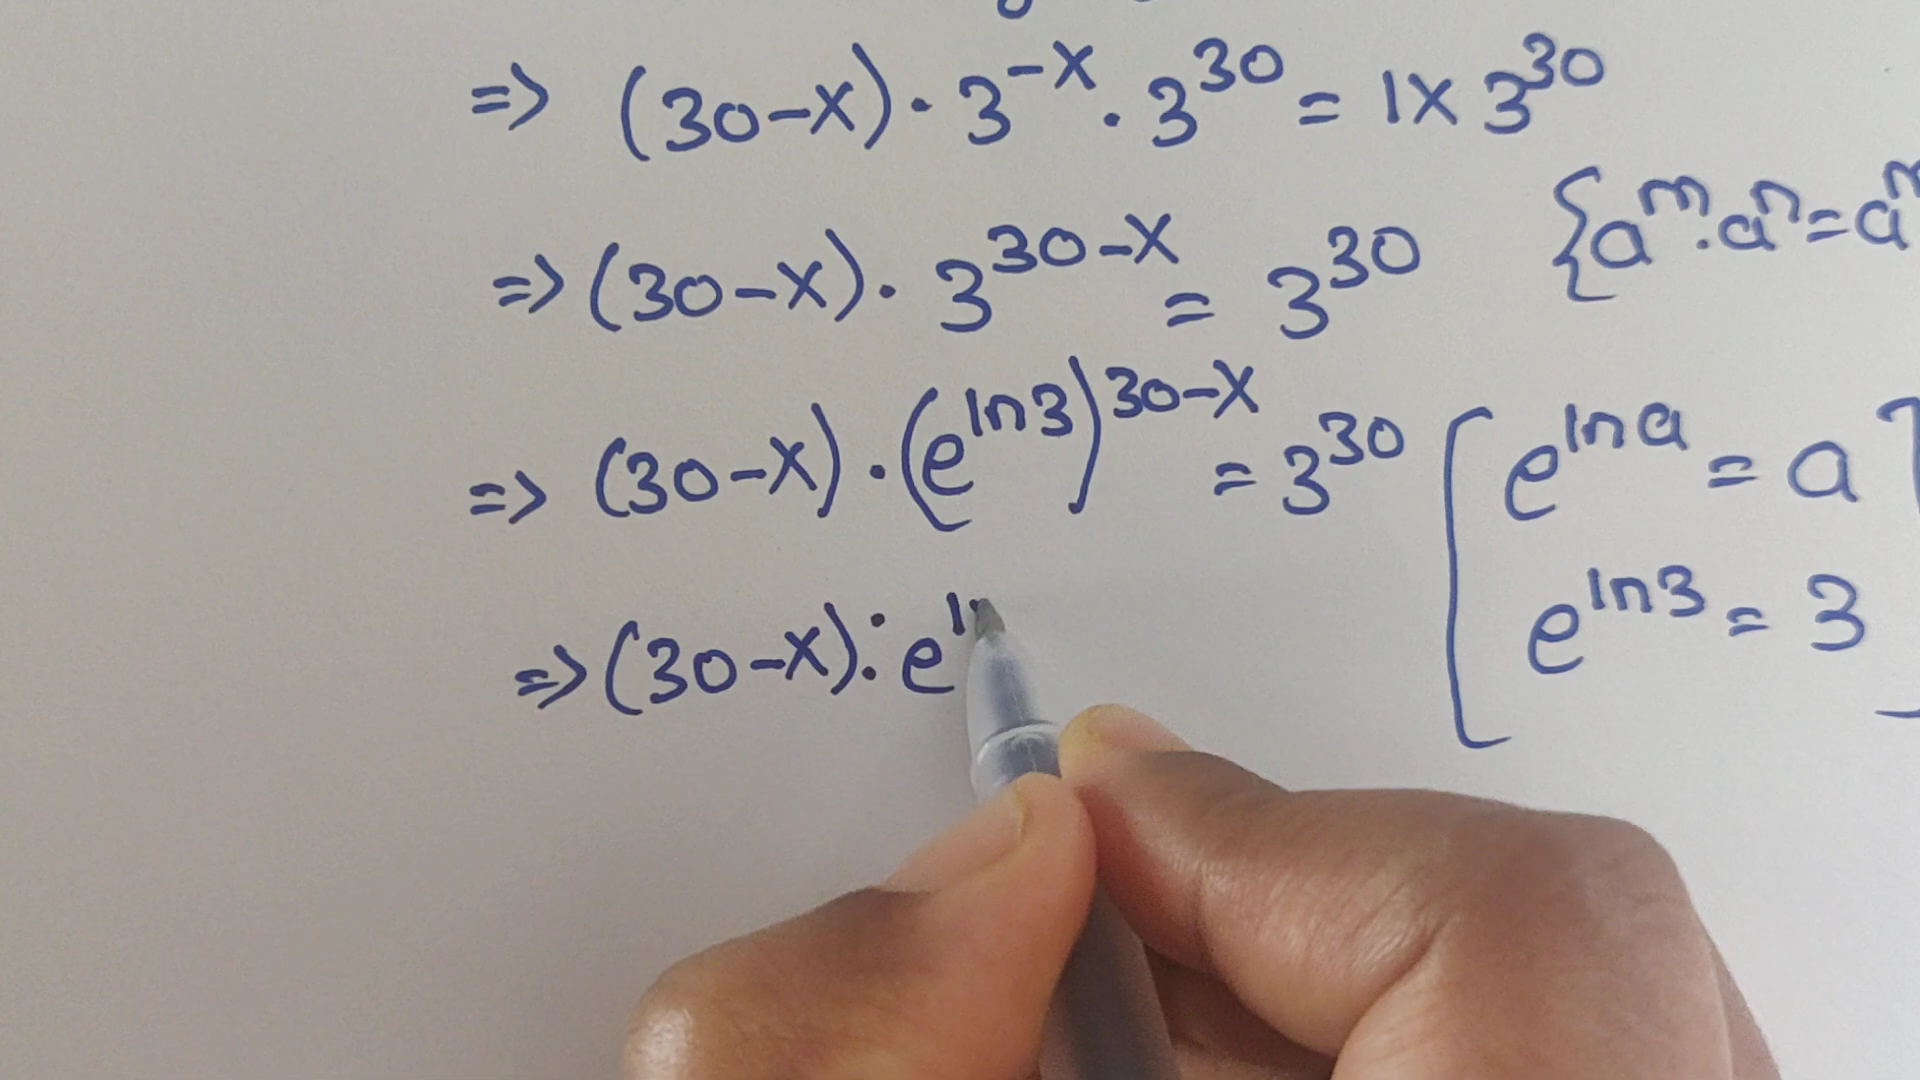 => (30-x)·3^{-x}·3^{30} = 1×3^{30}
=> (30-x)·3^{30-x} = 3^{30} {a^m·a^n=a^m
=> (30-x)·(e^{ln3})^{30-x} = 3^{30} [e^{lna} = a]
=> (30-x)·e^l
e^{ln3} = 3